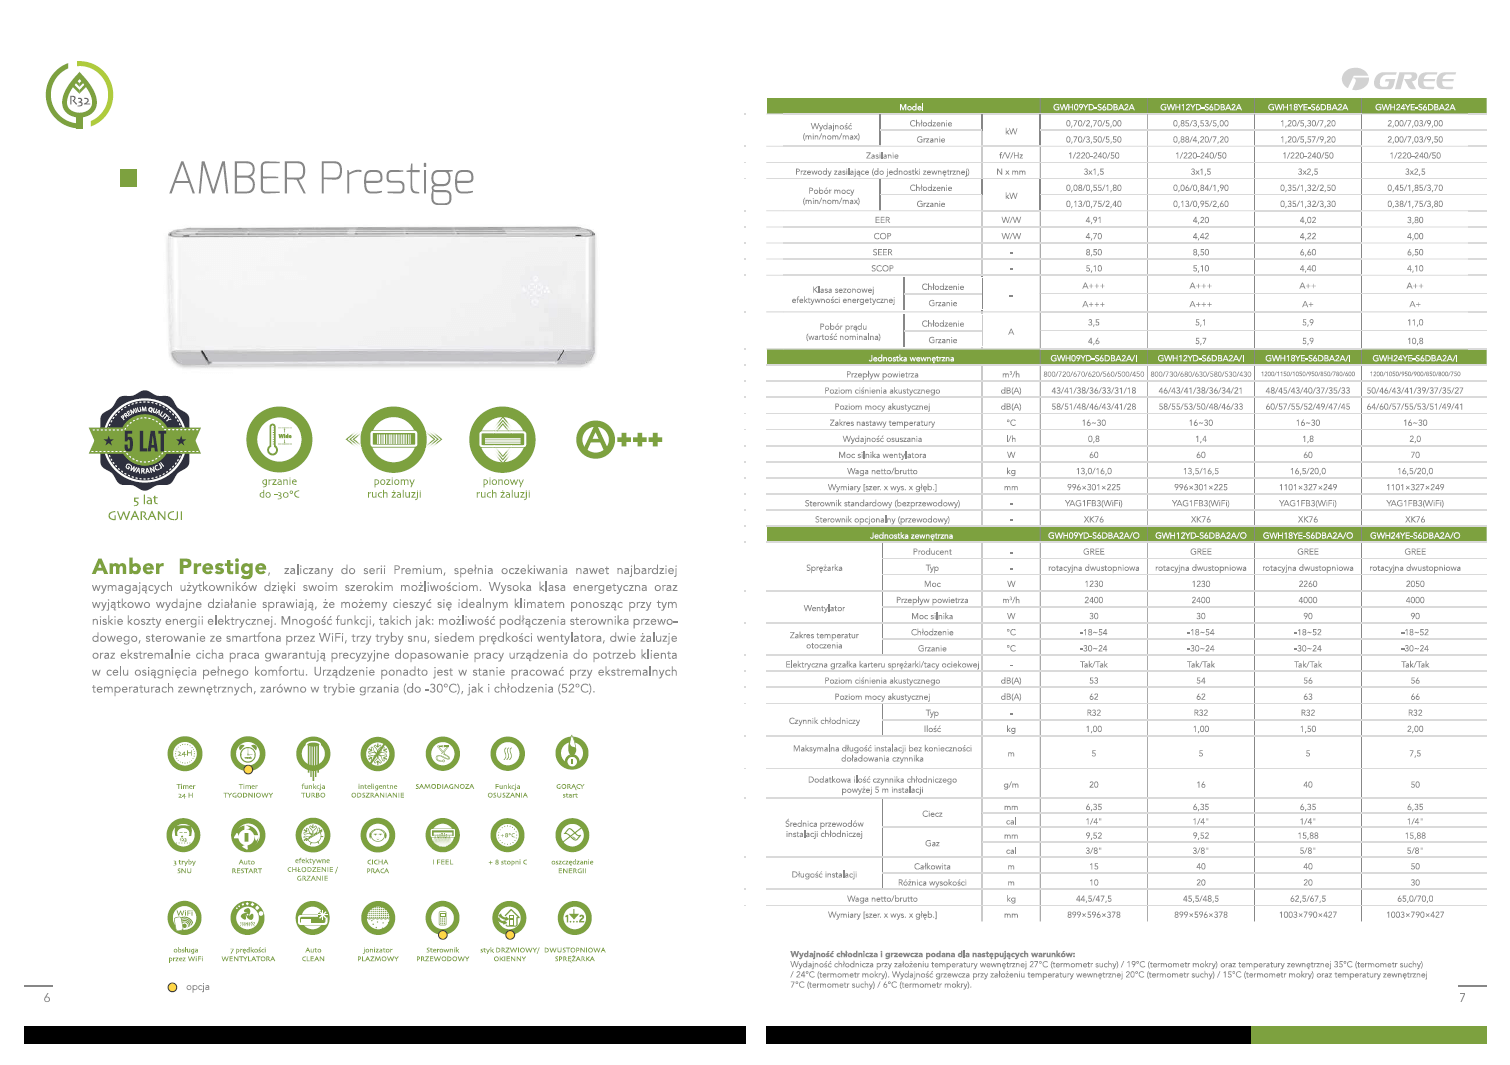 R32
AMBER Prestige
PREMIUM QUALITY
5 LAT
GWARANCJI
5 lat
GWARANCJI
Wide
grzanie
do -30°C
poziomy
ruch żaluzji
pionowy
ruch żaluzji
A+++
Amber Prestige, zaliczany do serii Premium, spełnia oczekiwania nawet najbardziej
wymagających użytkowników dzięki swoim szerokim możliwościom. Wysoka klasa energetyczna oraz
wyjątkowo wydajne działanie sprawiają, że możemy cieszyć się idealnym klimatem ponosząc przy tym
niskie koszty energii elektrycznej. Mnogość funkcji, takich jak: możliwość podłączenia sterownika przewo-
dowego, sterowanie ze smartfona przez WiFi, trzy tryby snu, siedem prędkości wentylatora, dwie żaluzje
oraz ekstremalnie cicha praca gwarantują precyzyjne dopasowanie pracy urządzenia do potrzeb klienta
w celu osiągnięcia pełnego komfortu. Urządzenie ponadto jest w stanie pracować przy ekstremalnych
temperaturach zewnętrznych, zarówno w trybie grzania (do -30°C), jak i chłodzenia (52°C).
24H
Timer
24 H
Timer
TYGODNIOWY
funkcja
TURBO
inteligentne
ODSZRANIANIE
SAMODIAGNOZA
Funkcja
OSUSZANIA
GORĄCY
start
+8°C
3 tryby
SNU
Auto
RESTART
efektywne
CHŁODZENIE /
GRZANIE
CICHA
PRACA
I FEEL
+ 8 stopni C
oszczędzanie
ENERGII
WiFi
1...2
obsługa
przez WiFi
7 prędkości
WENTYLATORA
Auto
CLEAN
jonizator
PLAZMOWY
Sterownik
PRZEWODOWY
styk DRZWIOWY/
OKIENNY
DWUSTOPNIOWA
SPRĘŻARKA
opcja
6
GREE
Model GWH09YD-S6DBA2A GWH12YD-S6DBA2A GWH18YE-S6DBA2A GWH24YE-S6DBA2A
Wydajność (min/nom/max) Chłodzenie kW 0,70/2,70/5,00 0,85/3,53/5,00 1,20/5,30/7,20 2,00/7,03/9,00
Grzanie 0,70/3,50/5,50 0,88/4,20/7,20 1,20/5,57/9,20 2,00/7,03/9,50
Zasilanie f/V/Hz 1/220-240/50 1/220-240/50 1/220-240/50 1/220-240/50
Przewody zasilające (do jednostki zewnętrznej) N x mm 3x1,5 3x1,5 3x2,5 3x2,5
Pobór mocy (min/nom/max) Chłodzenie kW 0,08/0,55/1,80 0,06/0,84/1,90 0,35/1,32/2,50 0,45/1,85/3,70
Grzanie 0,13/0,75/2,40 0,13/0,95/2,60 0,35/1,32/3,30 0,38/1,75/3,80
EER W/W 4,91 4,20 4,02 3,80
COP W/W 4,70 4,42 4,22 4,00
SEER - 8,50 8,50 6,60 6,50
SCOP - 5,10 5,10 4,40 4,10
Klasa sezonowej efektywności energetycznej Chłodzenie - A+++ A+++ A++ A++
Grzanie A+++ A+++ A+ A+
Pobór prądu (wartość nominalna) Chłodzenie A 3,5 5,1 5,9 11,0
Grzanie 4,6 5,7 5,9 10,8
Jednostka wewnętrzna GWH09YD-S6DBA2A/I GWH12YD-S6DBA2A/I GWH18YE-S6DBA2A/I GWH24YE-S6DBA2A/I
Przepływ powietrza m³/h 800/720/670/620/560/500/450 800/730/680/630/580/530/430 1200/1150/1050/950/850/780/600 1200/1050/950/900/850/800/750
Poziom ciśnienia akustycznego dB(A) 43/41/38/36/33/31/18 46/43/41/38/36/34/21 48/45/43/40/37/35/33 50/46/43/41/39/37/35/27
Poziom mocy akustycznej dB(A) 58/51/48/46/43/41/28 58/55/53/50/48/46/33 60/57/55/52/49/47/45 64/60/57/55/53/51/49/41
Zakres nastawy temperatury °C 16~30 16~30 16~30 16~30
Wydajność osuszania l/h 0,8 1,4 1,8 2,0
Moc silnika wentylatora W 60 60 60 70
Waga netto/brutto kg 13,0/16,0 13,5/16,5 16,5/20,0 16,5/20,0
Wymiary [szer. x wys. x głęb.] mm 996×301×225 996×301×225 1101×327×249 1101×327×249
Sterownik standardowy (bezprzewodowy) - YAG1FB3(WiFi) YAG1FB3(WiFi) YAG1FB3(WiFi) YAG1FB3(WiFi)
Sterownik opcjonalny (przewodowy) - XK76 XK76 XK76 XK76
Jednostka zewnętrzna GWH09YD-S6DBA2A/O GWH12YD-S6DBA2A/O GWH18YE-S6DBA2A/O GWH24YE-S6DBA2A/O
Sprężarka Producent - GREE GREE GREE GREE
Typ - rotacyjna dwustopniowa rotacyjna dwustopniowa rotacyjna dwustopniowa rotacyjna dwustopniowa
Moc W 1230 1230 2260 2050
Wentylator Przepływ powietrza m³/h 2400 2400 4000 4000
Moc silnika W 30 30 90 90
Zakres temperatur otoczenia Chłodzenie °C -18~54 -18~54 -18~52 -18~52
Grzanie °C -30~24 -30~24 -30~24 -30~24
Elektryczna grzałka karteru sprężarki/tacy ociekowej - Tak/Tak Tak/Tak Tak/Tak Tak/Tak
Poziom ciśnienia akustycznego dB(A) 53 54 56 56
Poziom mocy akustycznej dB(A) 62 62 63 66
Czynnik chłodniczy Typ - R32 R32 R32 R32
Ilość kg 1,00 1,00 1,50 2,00
Maksymalna długość instalacji bez konieczności doładowania czynnika m 5 5 5 7,5
Dodatkowa ilość czynnika chłodniczego powyżej 5 m instalacji g/m 20 16 40 50
Średnica przewodów instalacji chłodniczej Ciecz mm 6,35 6,35 6,35 6,35
cal 1/4" 1/4" 1/4" 1/4"
Gaz mm 9,52 9,52 15,88 15,88
cal 3/8" 3/8" 5/8" 5/8"
Długość instalacji Całkowita m 15 40 40 50
Różnica wysokości m 10 20 20 30
Waga netto/brutto kg 44,5/47,5 45,5/48,5 62,5/67,5 65,0/70,0
Wymiary [szer. x wys. x głęb.] mm 899×596×378 899×596×378 1003×790×427 1003×790×427
Wydajność chłodnicza i grzewcza podana dla następujących warunków:
Wydajność chłodnicza przy założeniu temperatury wewnętrznej 27°C (termometr suchy) / 19°C (termometr mokry) oraz temperatury zewnętrznej 35°C (termometr suchy)
/ 24°C (termometr mokry). Wydajność grzewcza przy założeniu temperatury wewnętrznej 20°C (termometr suchy) / 15°C (termometr mokry) oraz temperatury zewnętrznej
7°C (termometr suchy) / 6°C (termometr mokry).
7